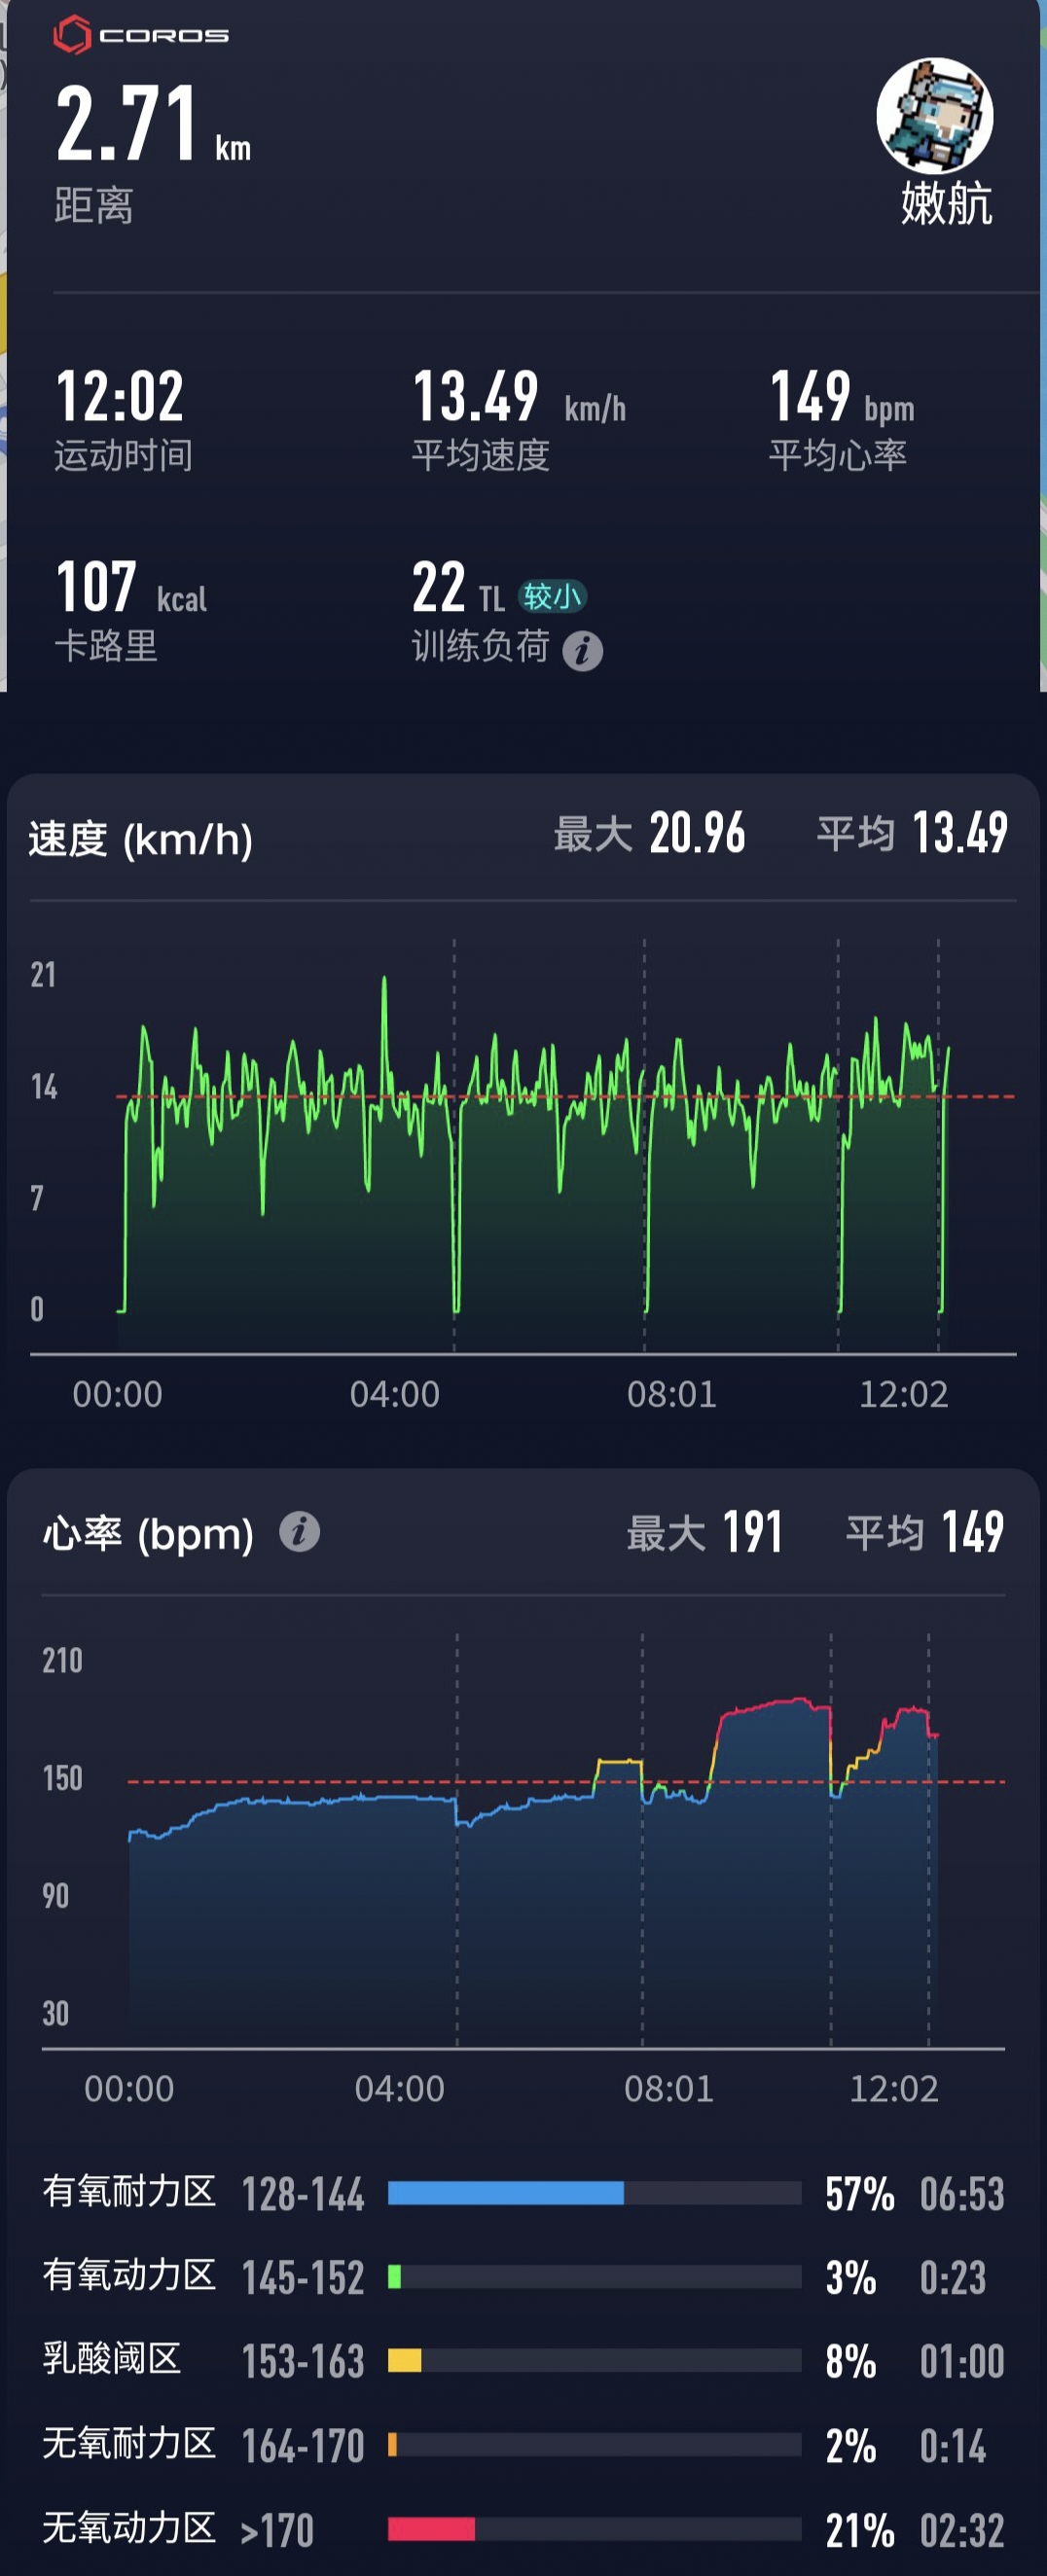 COROS
2.71 km
距离
嫩航
12:02 13.49 km/h 149 bpm
运动时间 平均速度 平均心率
107 kcal 22 TL 较小
卡路里 训练负荷 i
速度 (km/h) 最大 20.96 平均 13.49
21
14
7
0
00:00 04:00 08:01 12:02
心率 (bpm) i 最大 191 平均 149
210
150
90
30
00:00 04:00 08:01 12:02
有氧耐力区 128-144 57% 06:53
有氧动力区 145-152 3% 0:23
乳酸阈区 153-163 8% 01:00
无氧耐力区 164-170 2% 0:14
无氧动力区 >170 21% 02:32